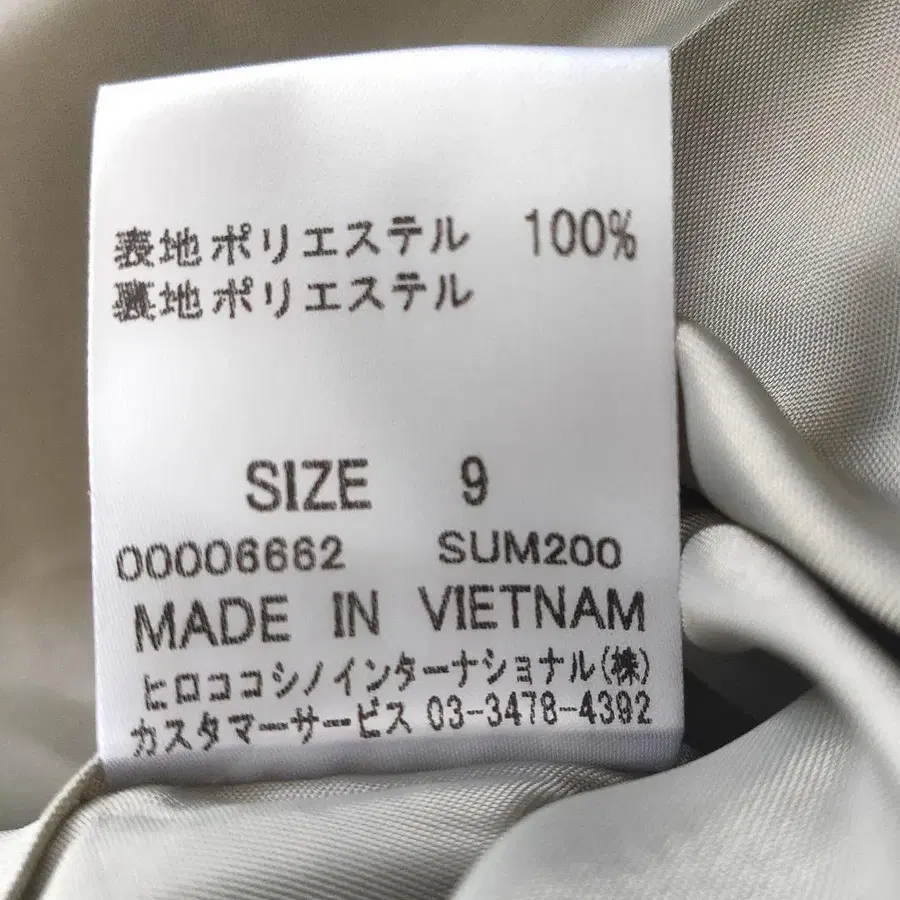 表地ポリエステル 100%
裏地ポリエステル
SIZE 9
00006662 SUM200
MADE IN VIETNAM
ヒロココシノインターナショナル(株)
カスタマーサービス 03-3478-4392